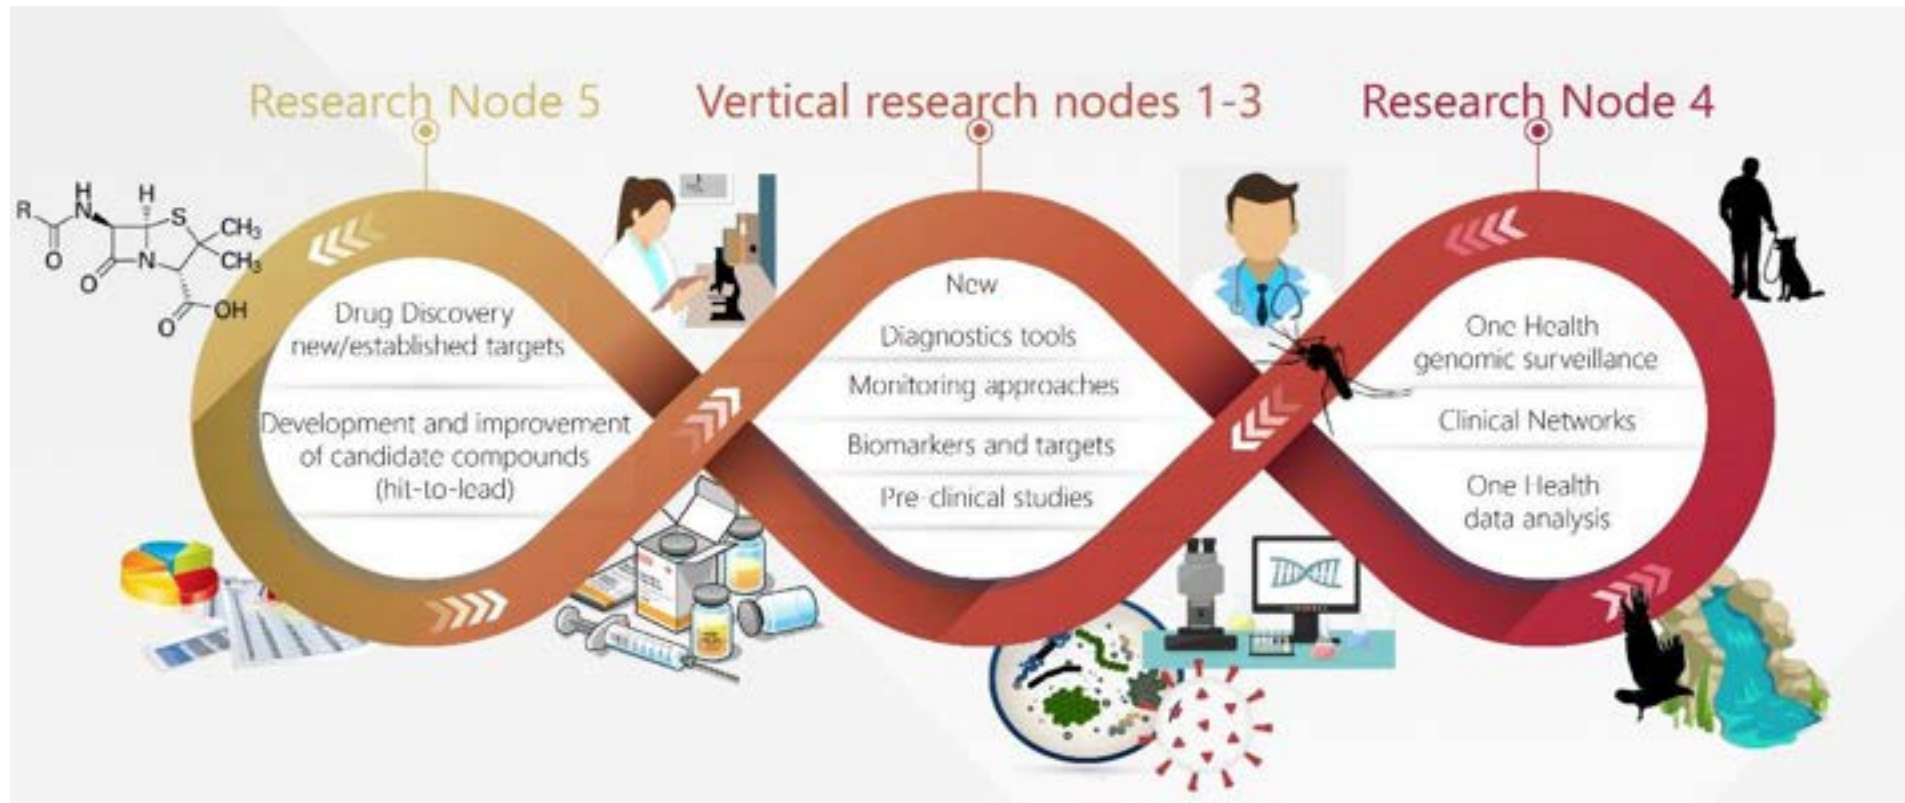 Research Node 5
Vertical research nodes 1-3
Research Node 4
R
H
N
H
S
CH3
CH3
O
O
N
O
OH
Drug Discovery
new/established targets
Development and improvement
of candidate compounds
(hit-to-lead)
New
Diagnostics tools
Monitoring approaches
Biomarkers and targets
Pre-clinical studies
One Health
genomic surveillance
Clinical Networks
One Health
data analysis